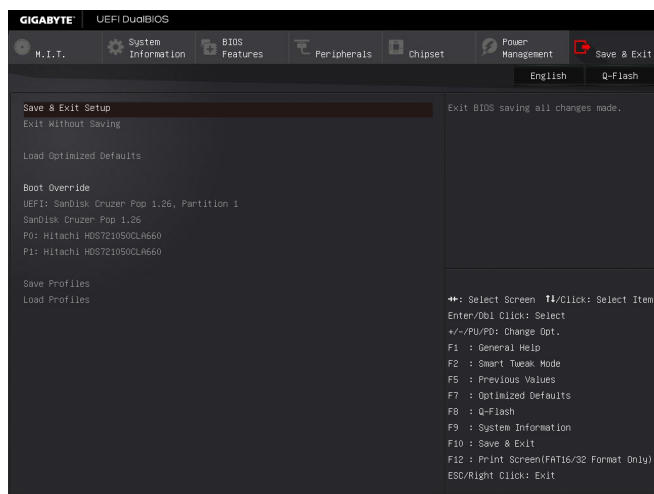 GIGABYTE™ UEFI DualBIOS
M.I.T.
System Information
BIOS Features
Peripherals
Chipset
Power Management
Save & Exit
English
Q-Flash
Save & Exit Setup
Exit Without Saving
Load Optimized Defaults
Boot Override
UEFI: SanDisk Cruzer Pop 1.26, Partition 1
SanDisk Cruzer Pop 1.26
P0: Hitachi HDS721050CLA660
P1: Hitachi HDS721050CLA660
Save Profiles
Load Profiles
Exit BIOS saving all changes made.
→←: Select Screen ↑↓/Click: Select Item
Enter/Dbl Click: Select
+/-/PU/PD: Change Opt.
F1 : General Help
F2 : Smart Tweak Mode
F5 : Previous Values
F7 : Optimized Defaults
F8 : Q-Flash
F9 : System Information
F10 : Save & Exit
F12 : Print Screen(FAT16/32 Format Only)
ESC/Right Click: Exit